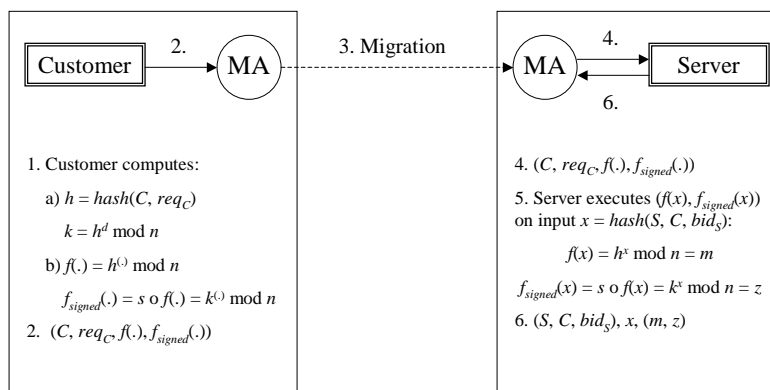 Customer
2.
MA
3. Migration
MA
4.
6.
Server
1. Customer computes:
a) h = hash(C, req_C)
k = h^d mod n
b) f(.) = h^(.) mod n
f_signed(.) = s o f(.) = k^(.) mod n
2. (C, req_C, f(.), f_signed(.))
4. (C, req_C, f(.), f_signed(.))
5. Server executes (f(x), f_signed(x))
on input x = hash(S, C, bid_S):
f(x) = h^x mod n = m
f_signed(x) = s o f(x) = k^x mod n = z
6. (S, C, bid_S), x, (m, z)